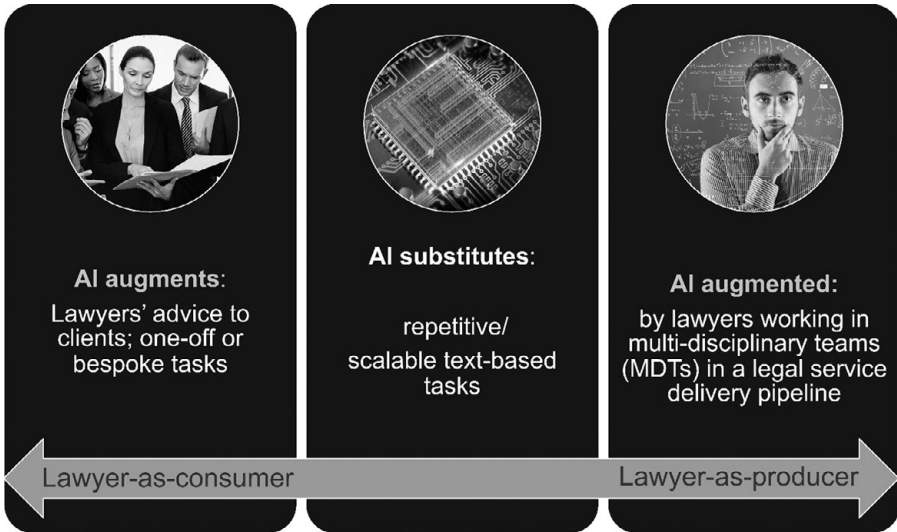 AI augments:
Lawyers’ advice to
clients; one-off or
bespoke tasks
AI substitutes:
repetitive/
scalable text-based
tasks
AI augmented:
by lawyers working in
multi-disciplinary teams
(MDTs) in a legal service
delivery pipeline
Lawyer-as-consumer
Lawyer-as-producer